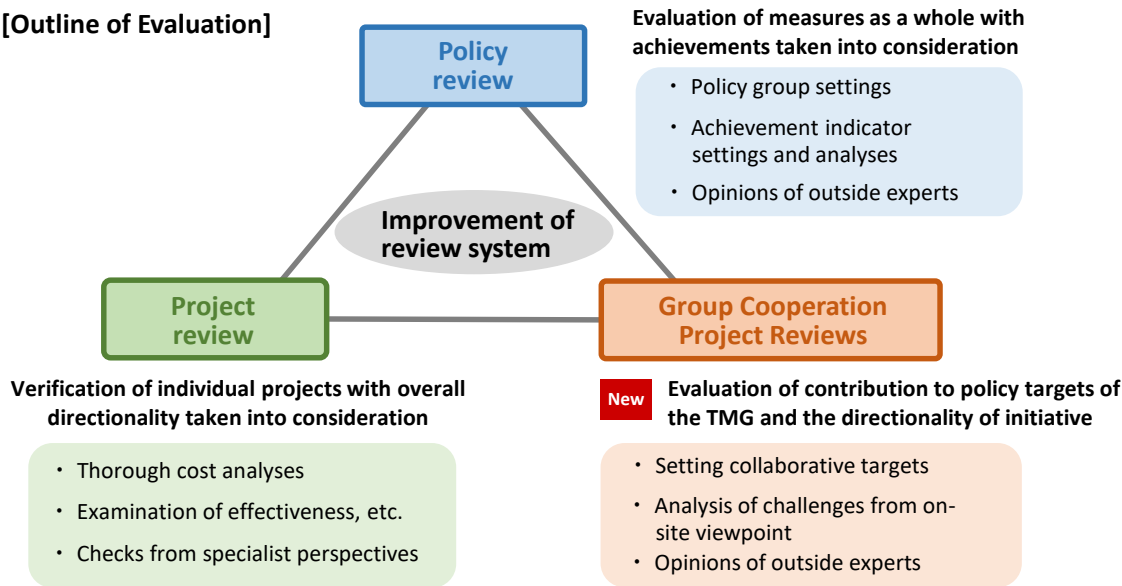 [Outline of Evaluation]
Policy
review
Evaluation of measures as a whole with
achievements taken into consideration
・ Policy group settings
・ Achievement indicator
settings and analyses
・ Opinions of outside experts
Improvement of
review system
Project
review
Group Cooperation
Project Reviews
Verification of individual projects with overall
directionality taken into consideration
・ Thorough cost analyses
・ Examination of effectiveness, etc.
・ Checks from specialist perspectives
New
Evaluation of contribution to policy targets of
the TMG and the directionality of initiative
・ Setting collaborative targets
・ Analysis of challenges from on-
site viewpoint
・ Opinions of outside experts